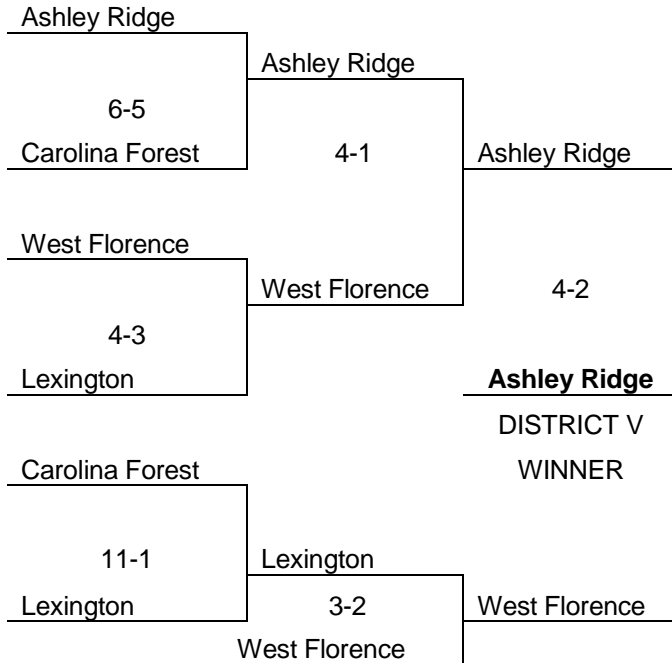 Ashley Ridge
Ashley Ridge
6-5
Carolina Forest
4-1
Ashley Ridge
West Florence
West Florence
4-2
4-3
Lexington
Ashley Ridge
DISTRICT V
Carolina Forest
WINNER
11-1
Lexington
Lexington
3-2
West Florence
West Florence